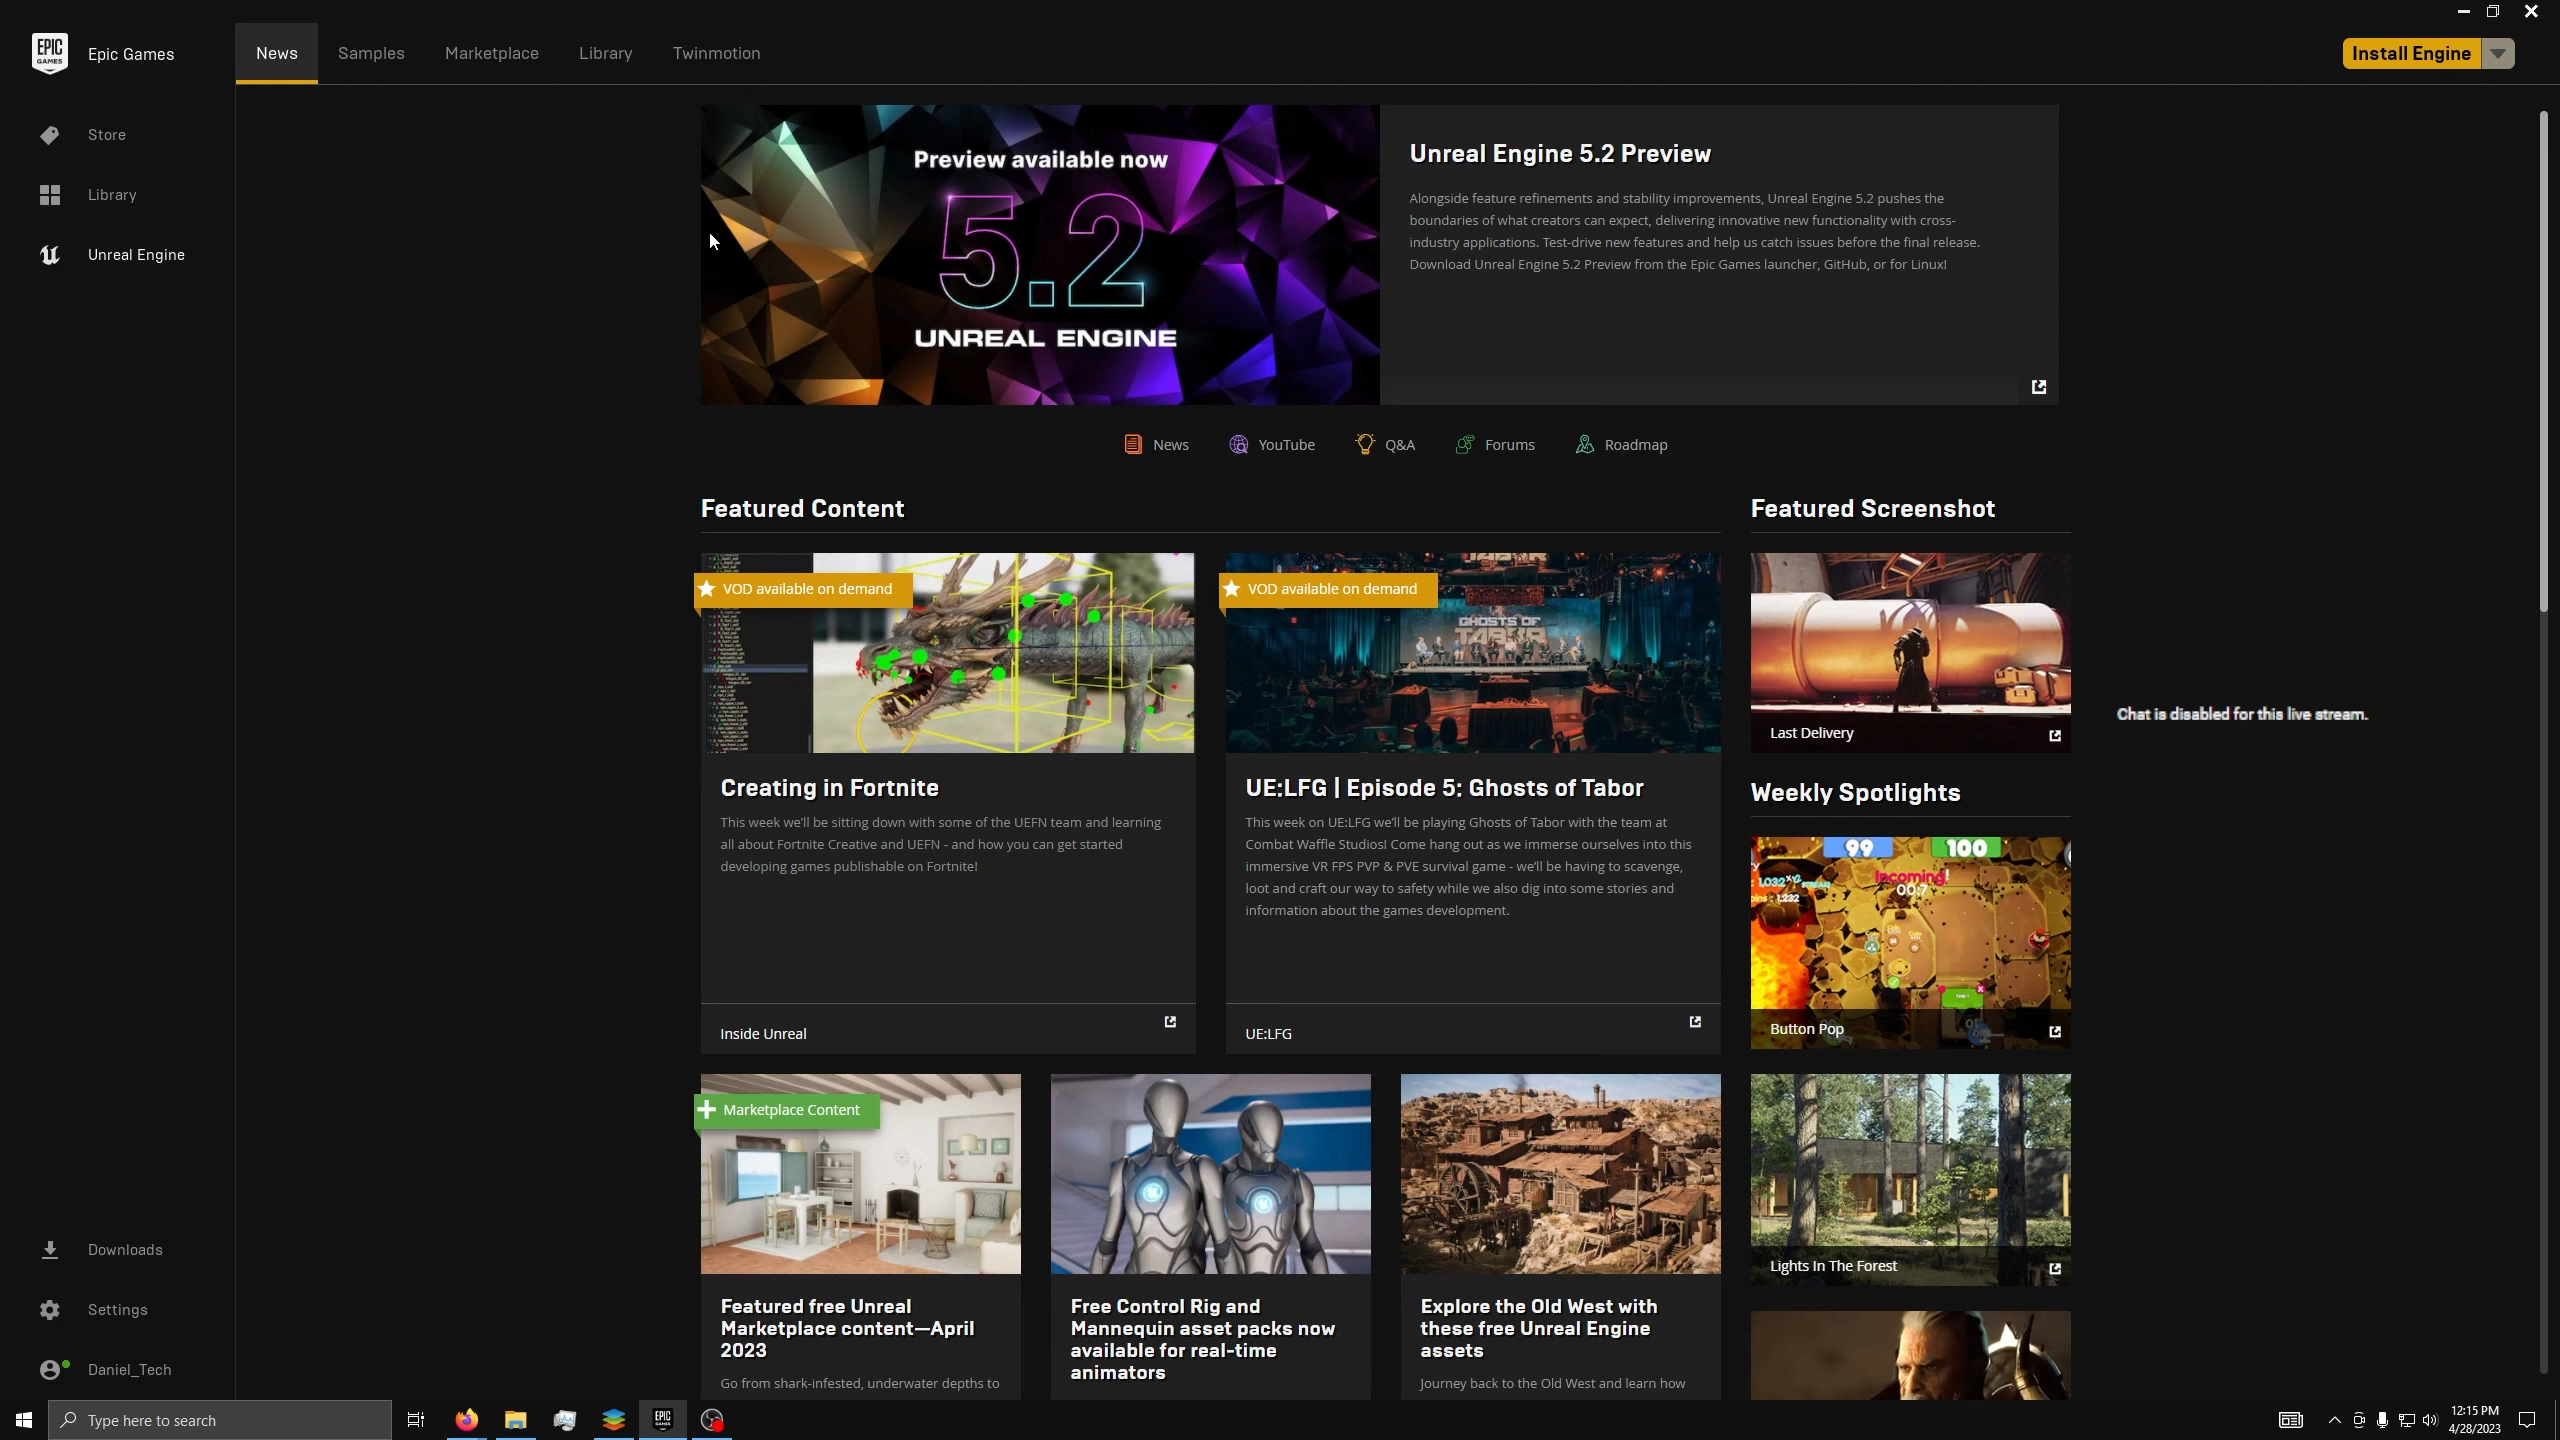 EPIC
GAMES
Epic Games
News
Samples
Marketplace
Library
Twinmotion
Install Engine
Store
Library
Unreal Engine
Preview available now
5.2
UNREAL ENGINE
Unreal Engine 5.2 Preview
Alongside feature refinements and stability improvements, Unreal Engine 5.2 pushes the
boundaries of what creators can expect, delivering innovative new functionality with cross-
industry applications. Test-drive new features and help us catch issues before the final release.
Download Unreal Engine 5.2 Preview from the Epic Games launcher, GitHub, or for Linux!
News
YouTube
Q&A
Forums
Roadmap
Featured Content
VOD available on demand
Creating in Fortnite
This week we'll be sitting down with some of the UEFN team and learning
all about Fortnite Creative and UEFN - and how you can get started
developing games publishable on Fortnite!
Inside Unreal
VOD available on demand
GHOSTS OF
TABOR
UE:LFG | Episode 5: Ghosts of Tabor
This week on UE:LFG we'll be playing Ghosts of Tabor with the team at
Combat Waffle Studios! Come hang out as we immerse ourselves into this
immersive VR FPS PVP & PVE survival game - we'll be having to scavenge,
loot and craft our way to safety while we also dig into some stories and
information about the games development.
UE:LFG
Featured Screenshot
Last Delivery
Chat is disabled for this live stream.
Weekly Spotlights
99
100
Incoming!
00:7
1,032
1,232
Button Pop
Lights In The Forest
Marketplace Content
Featured free Unreal
Marketplace content—April
2023
Go from shark-infested, underwater depths to
Free Control Rig and
Mannequin asset packs now
available for real-time
animators
Explore the Old West with
these free Unreal Engine
assets
Journey back to the Old West and learn how
Downloads
Settings
Daniel_Tech
Type here to search
EPIC
GAMES
12:15 PM
4/28/2023